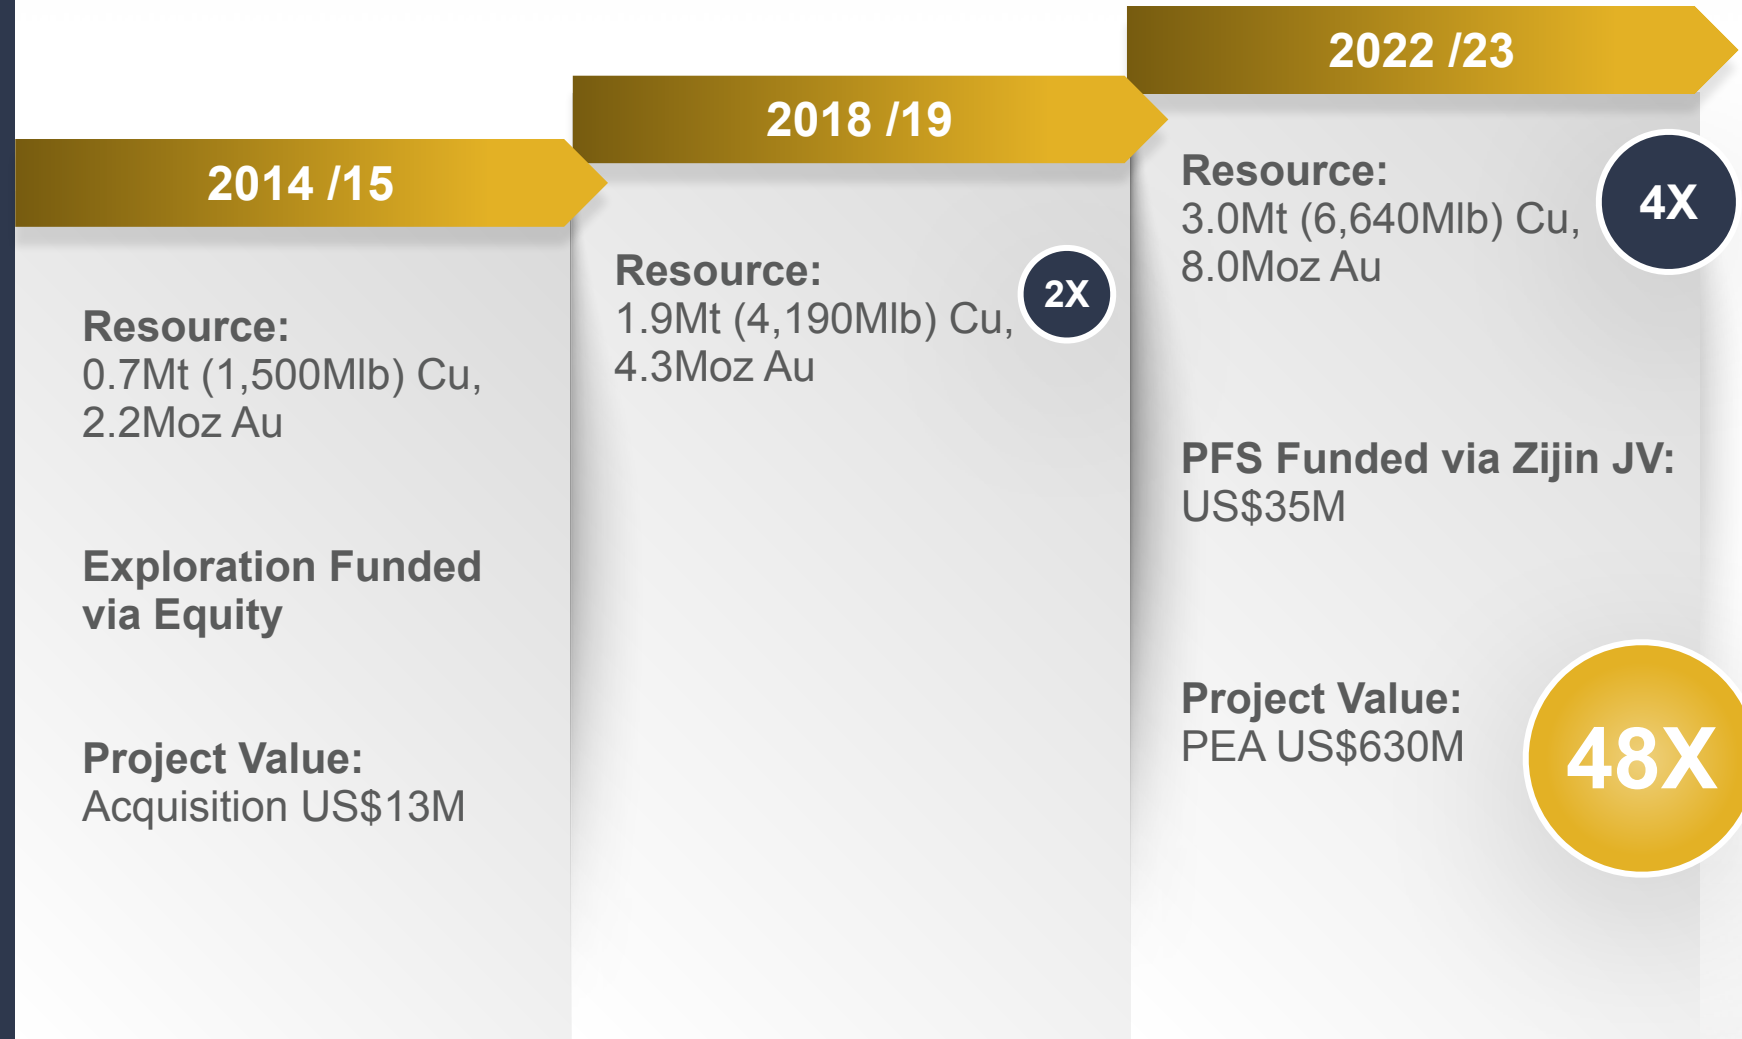 2014 /15
Resource:
0.7Mt (1,500Mlb) Cu,
2.2Moz Au
Exploration Funded
via Equity
Project Value:
Acquisition US$13M
2018 /19
Resource:
1.9Mt (4,190Mlb) Cu,
4.3Moz Au
2X
2022 /23
Resource:
3.0Mt (6,640Mlb) Cu,
8.0Moz Au
4X
PFS Funded via Zijin JV:
US$35M
Project Value:
PEA US$630M
48X